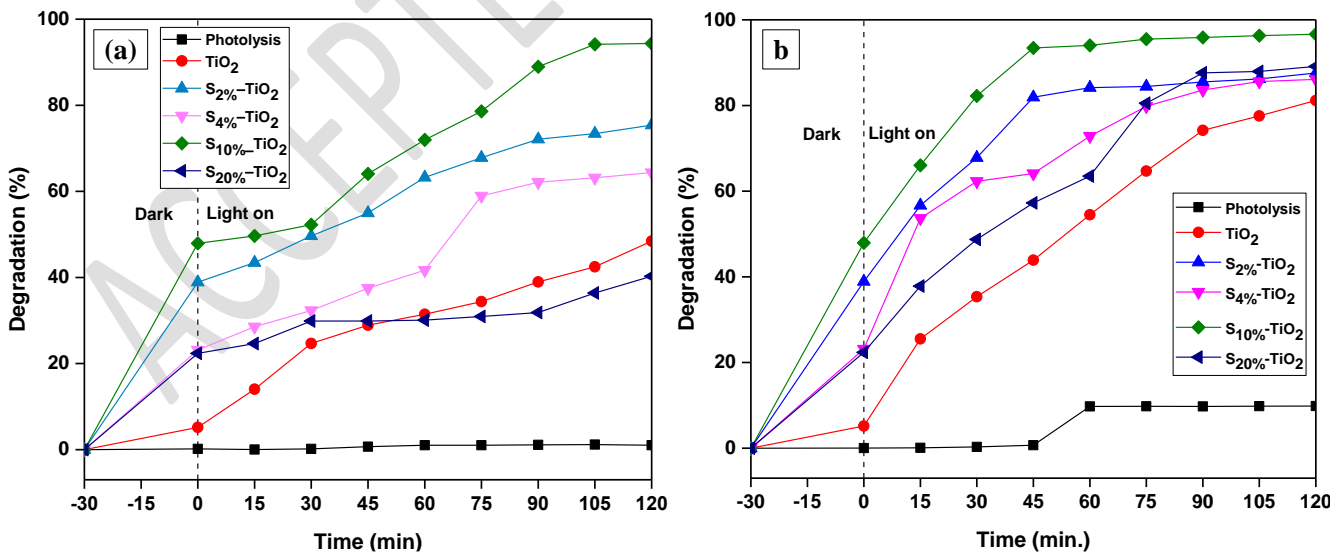 (a)
Photolysis
TiO2
S2%–TiO2
S4%–TiO2
S10%–TiO2
S20%–TiO2
Dark
Light on
Degradation (%)
100
80
60
40
20
0
-30 0 15 30 45 60 75 90 105 120
Time (min)
ACCEPTE
b
Dark
Light on
Photolysis
TiO2
S2%-TiO2
S4%-TiO2
S10%-TiO2
S20%-TiO2
Degradation (%)
100
80
60
40
20
0
-30 0 15 30 45 60 75 90 105 120
Time (min.)